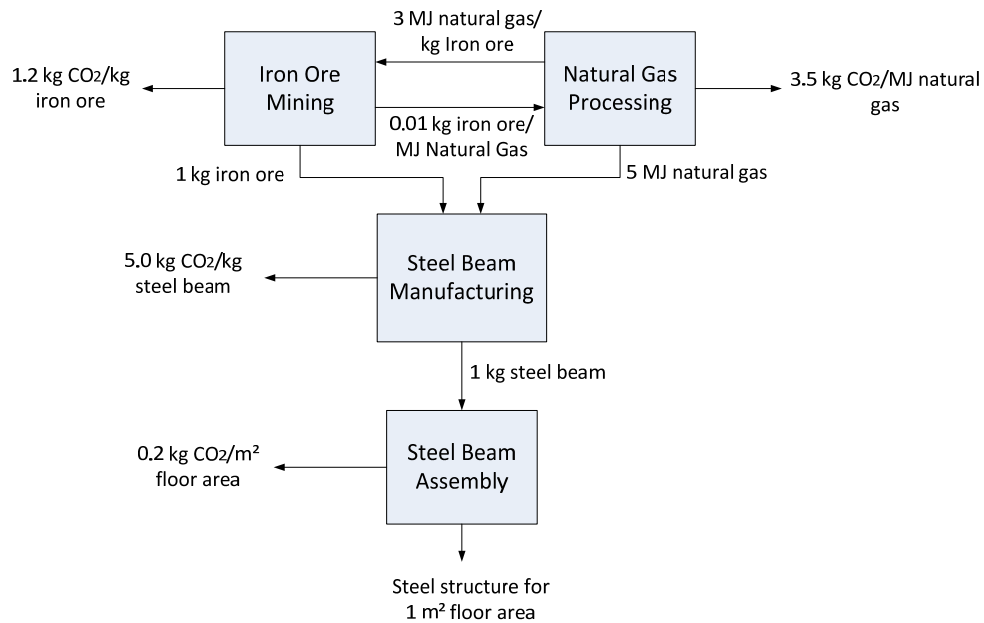 3 MJ natural gas/
kg Iron ore
1.2 kg CO2/kg
iron ore
Iron Ore
Mining
Natural Gas
Processing
3.5 kg CO2/MJ natural
gas
0.01 kg iron ore/
MJ Natural Gas
1 kg iron ore
5 MJ natural gas
5.0 kg CO2/kg
steel beam
Steel Beam
Manufacturing
1 kg steel beam
0.2 kg CO2/m²
floor area
Steel Beam
Assembly
Steel structure for
1 m² floor area